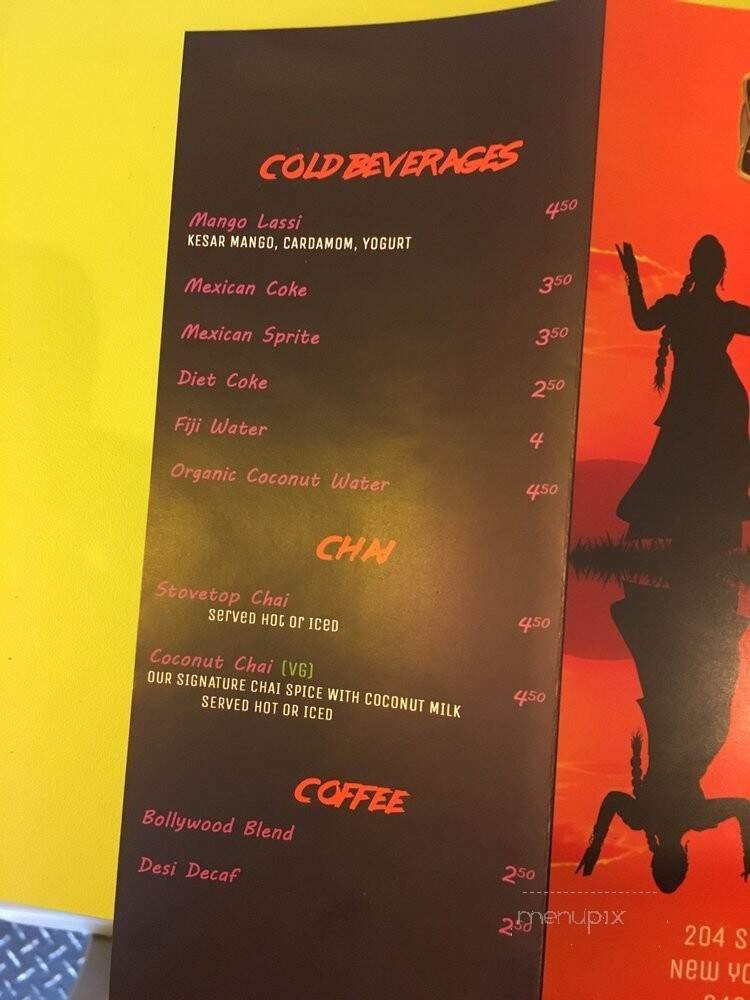 COLD BEVERAGES
Mango Lassi 4.50
KESAR MANGO, CARDAMOM, YOGURT
Mexican Coke 3.50
Mexican Sprite 3.50
Diet Coke 2.50
Fiji Water 4
Organic Coconut Water 4.50
CHAI
Stovetop Chai
Served Hot or Iced 4.50
Coconut Chai (VG)
OUR SIGNATURE CHAI SPICE WITH COCONUT MILK 4.50
SERVED HOT OR ICED
COFFEE
Bollywood Blend 2.50
Desi Decaf 2.50
menupix
204 S
New Yo